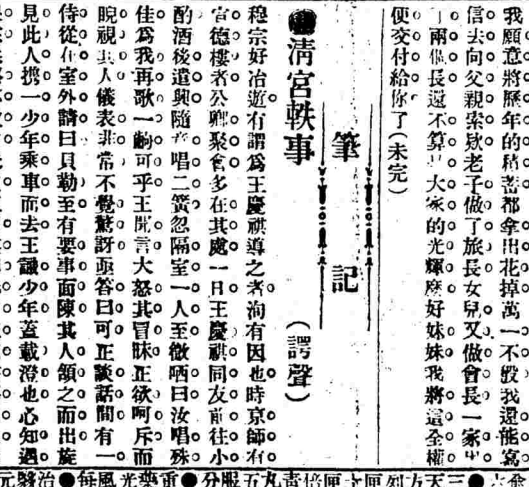 我願意將歷年的積蓄都拿出花掉萬一不彀我還能寫
信去向父親索欵老子做了旅長女兒又做會長一家
兩個長還不算大家的光輝麽好妹妹我將這全權
便交付給你了(未完)
筆記
清宮軼事
(諤聲)
穆宗好冶遊有謂爲王慶祺導之者洵有因也時京師有
宣德樓者公卿聚會多在其處一日王慶祺同友前往小
酌酒後遣興隨意唱二簧忽隔室一人至微哂曰汝唱殊
佳爲我再歌一齣可乎王聞言大怒其冒昧正欲呵斥而
睨視其人儀表非常不覺驚訝亟答曰可正談話間有一
侍從在室外請曰貝勒至有要事面陳其人頷之而出旋
見此人攜一少年乘車而去王識少年蓋載澄也心知遇